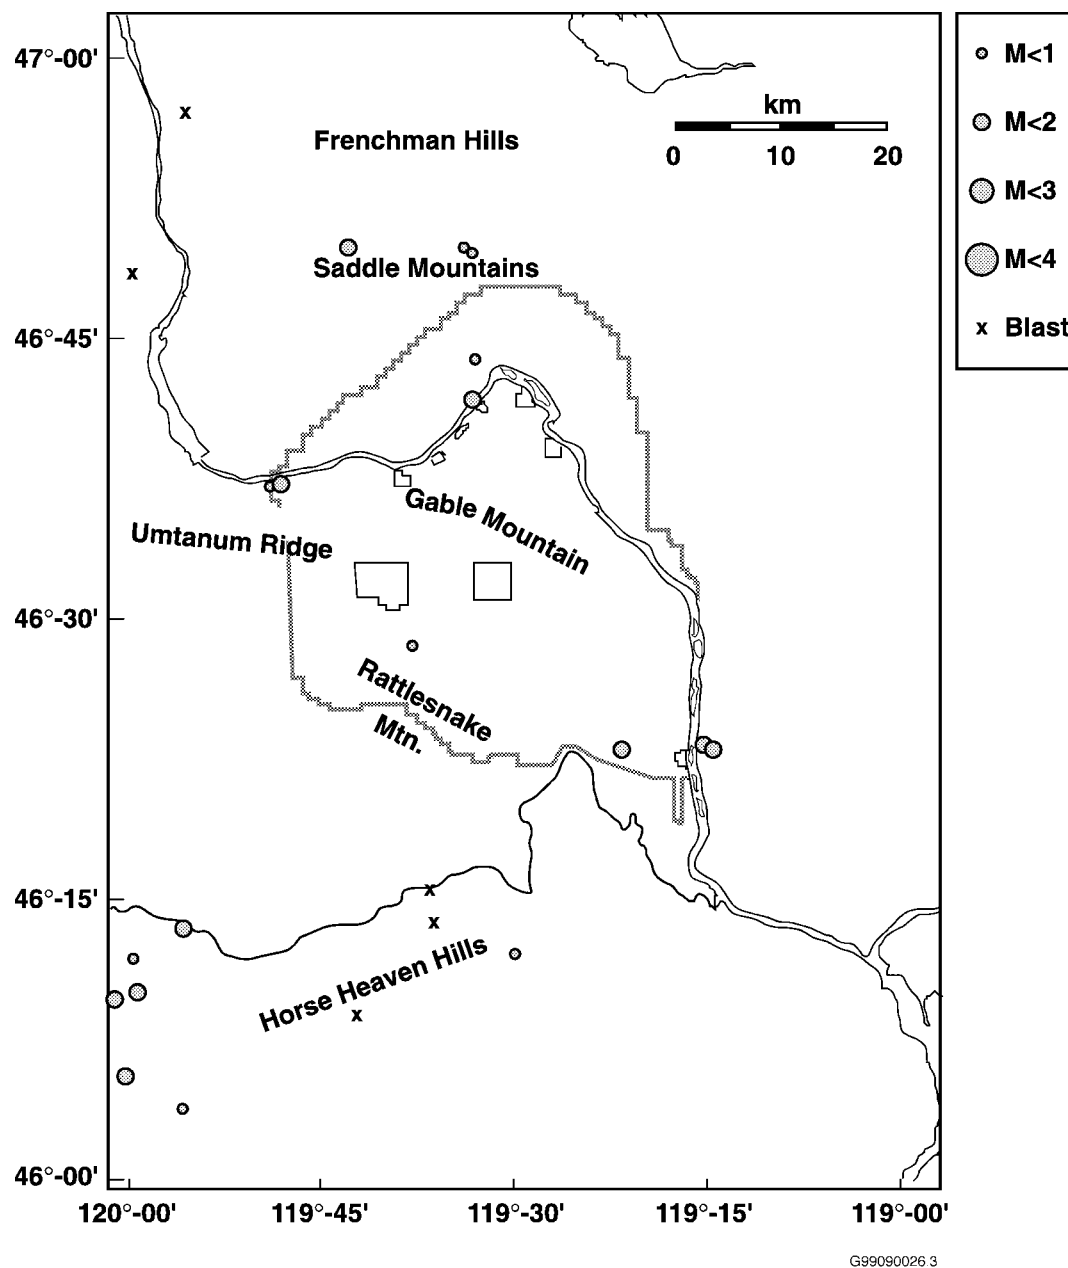 47°-00'
M<1
km
M<2
Frenchman Hills
0 10 20
M<3
Saddle Mountains
M<4
x Blast
46°-45'
Gable Mountain
Umtanum Ridge
46°-30'
Rattlesnake
Mtn.
46°-15'
Horse Heaven Hills
46°-00'
120°-00' 119°-45' 119°-30' 119°-15' 119°-00'
G99090026.3